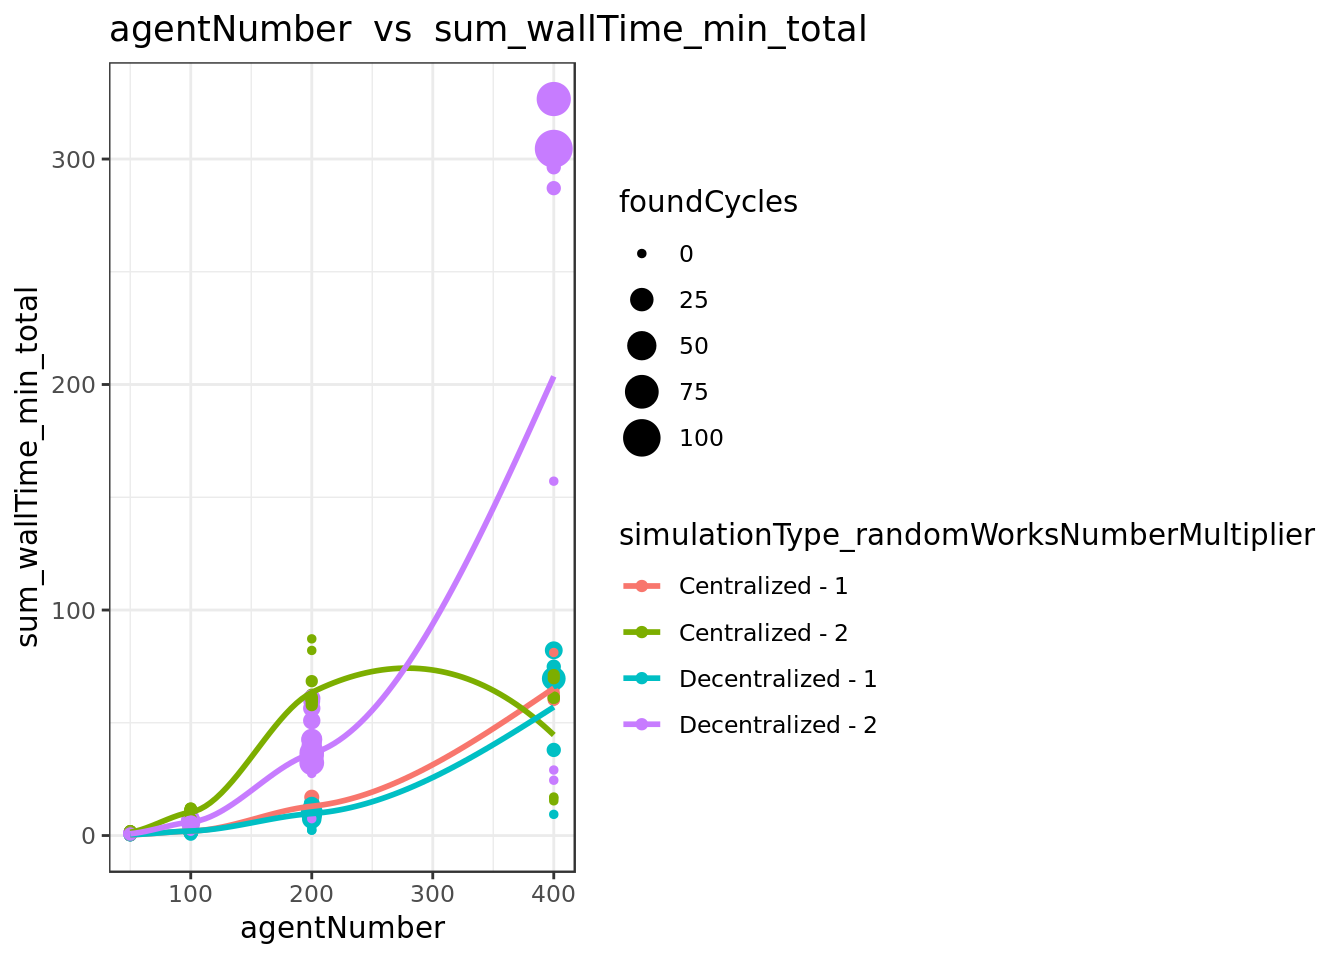 agentNumber vs sum_wallTime_min_total
sum_wallTime_min_total
300
200
100
0
100
200
300
400
agentNumber
foundCycles
0
25
50
75
100
simulationType_randomWorksNumberMultiplier
Centralized - 1
Centralized - 2
Decentralized - 1
Decentralized - 2